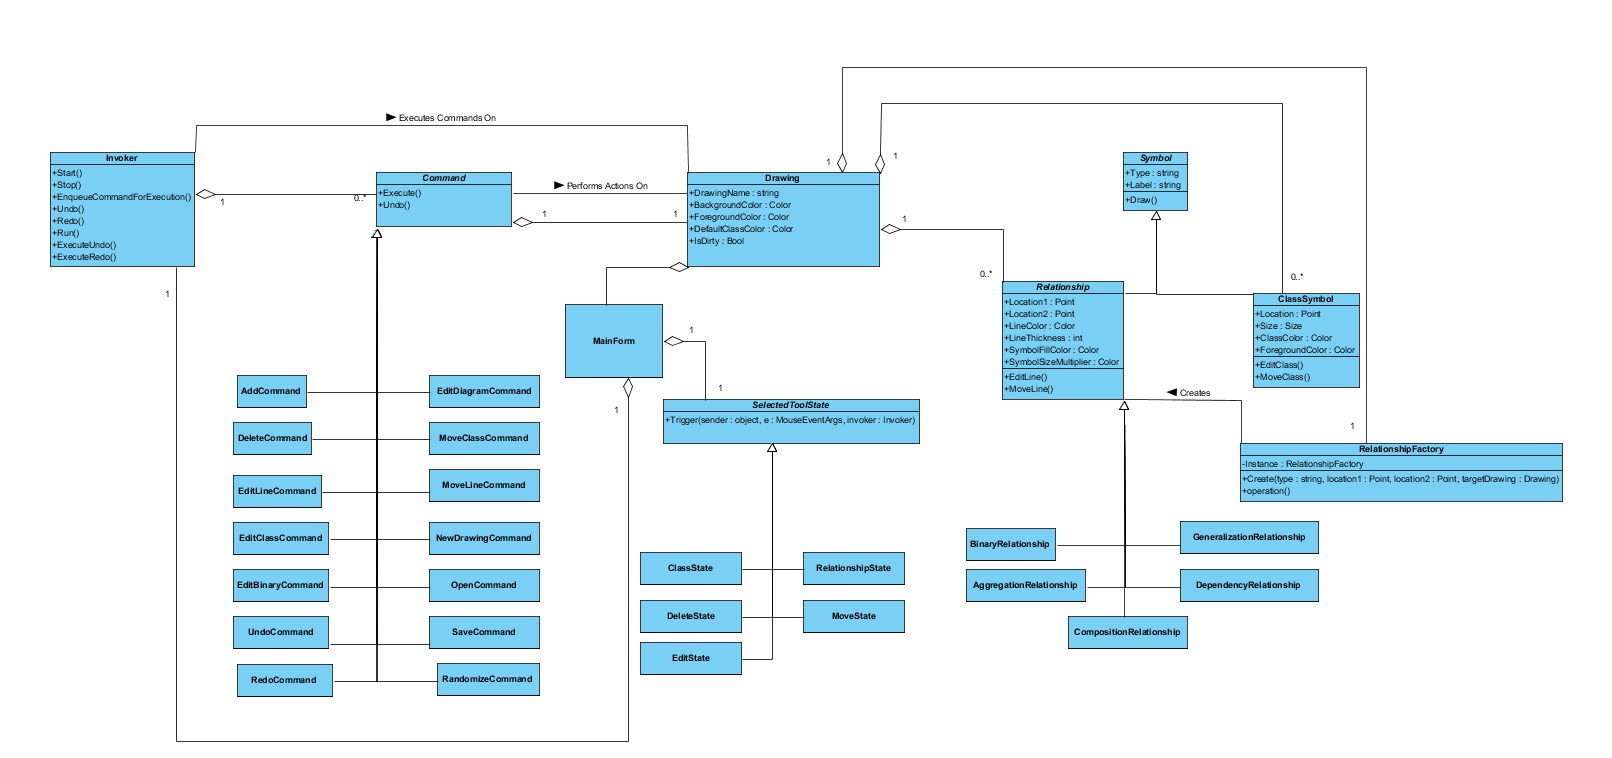 Executes Commands On
Invoker
+Start()
+Stop()
+EnqueueCommandForExecution()
+Undo()
+Redo()
+Run()
+ExecuteUndo()
+ExecuteRedo()
1
0..*
1
Command
+Execute()
+Undo()
Performs Actions On
1
1
Drawing
+DrawingName : string
+BackgroundColor : Color
+ForegroundColor : Color
+DefaultClassColor : Color
+IsDirty : Bool
1
1
1
0..*
Symbol
+Type : string
+Label : string
+Draw()
0..*
Relationship
+Location1 : Point
+Location2 : Point
+LineColor : Color
+LineThickness : int
+SymbolFillColor : Color
+SymbolSizeMultiplier : Color
+EditLine()
+MoveLine()
ClassSymbol
+Location : Point
+Size : Size
+ClassColor : Color
+ForegroundColor : Color
+EditClass()
+MoveClass()
MainForm
1
1
1
SelectedToolState
+Trigger(sender : object, e : MouseEventArgs, invoker : Invoker)
Creates
1
RelationshipFactory
-Instance : RelationshipFactory
+Create(type : string, location1 : Point, location2 : Point, targetDrawing : Drawing)
+operation()
AddCommand
EditDiagramCommand
DeleteCommand
MoveClassCommand
EditLineCommand
MoveLineCommand
EditClassCommand
NewDrawingCommand
EditBinaryCommand
OpenCommand
UndoCommand
SaveCommand
RedoCommand
RandomizeCommand
ClassState
RelationshipState
DeleteState
MoveState
EditState
BinaryRelationship
GeneralizationRelationship
AggregationRelationship
DependencyRelationship
CompositionRelationship